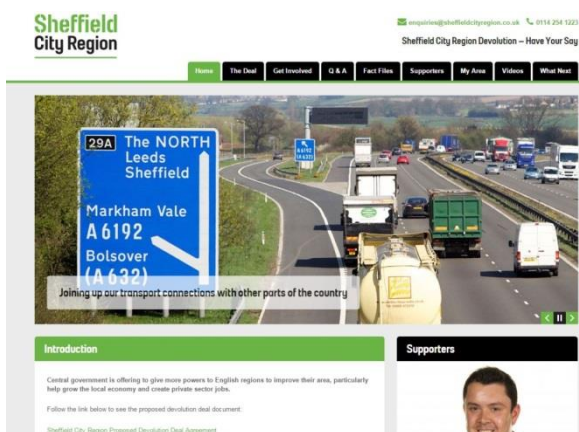 Sheffield
City Region
enquiries@sheffieldcityregion.co.uk 0114 254 1223
Sheffield City Region Devolution – Have Your Say
Home The Deal Get Involved Q & A Fact Files Supporters My Area Videos What Next
29A The NORTH
Leeds
Sheffield
Markham Vale
A 6192
Bolsover
(A 632)
A 6192
(A 632)
Joining up our transport connections with other parts of the country
Introduction
Central government is offering to give more powers to English regions to improve their area, particularly
help grow the local economy and create private sector jobs.
Follow the link below to see the proposed devolution deal document:
Sheffield City Region Proposed Devolution Deal Agreement
Supporters